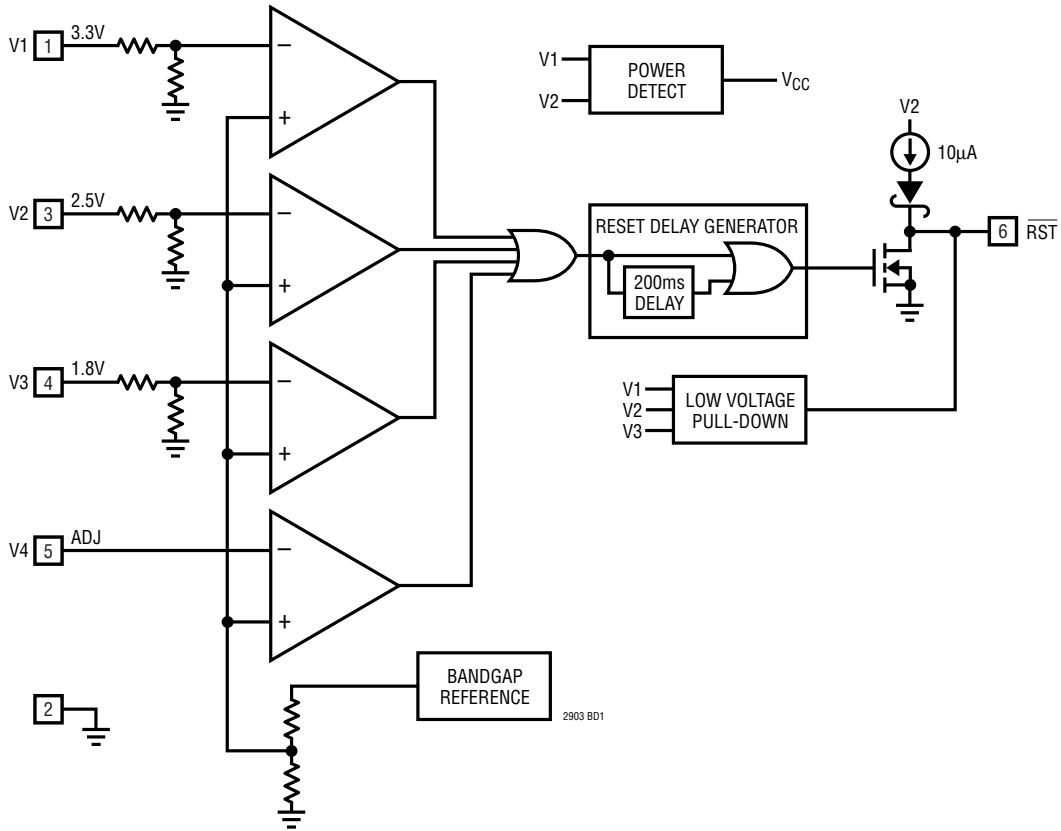 V1 1 3.3V
−
+
V2 3 2.5V
−
+
V3 4 1.8V
−
+
V4 5 ADJ
−
+
2
BANDGAP
REFERENCE
2903 BD1
V1
V2
POWER
DETECT
VCC
RESET DELAY GENERATOR
200ms
DELAY
V2
10µA
6 RST
V1
V2
V3
LOW VOLTAGE
PULL-DOWN